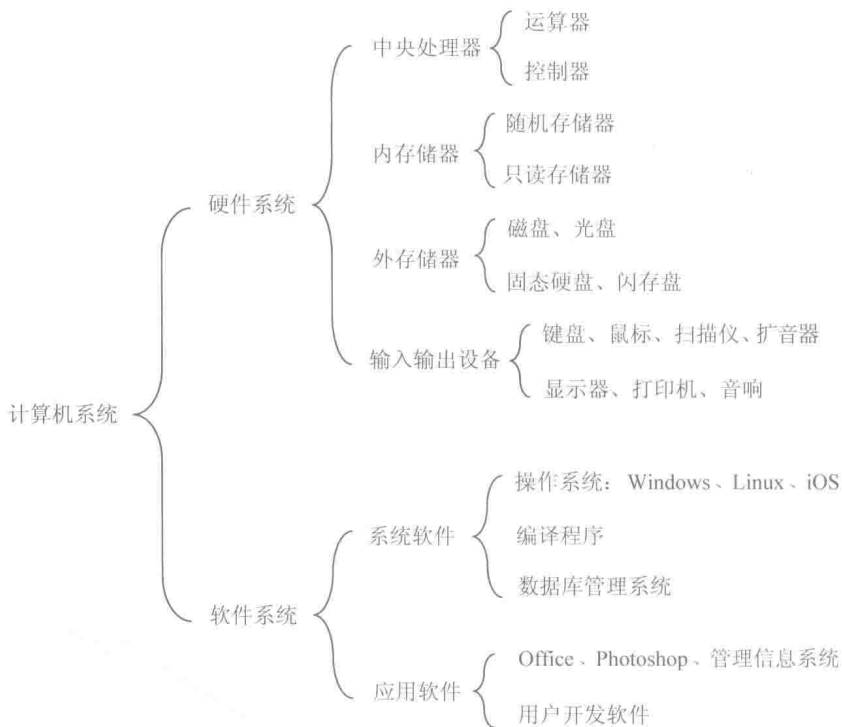 运算器
中央处理器
控制器
随机存储器
内存储器
只读存储器
硬件系统
磁盘、光盘
外存储器
固态硬盘、闪存盘
键盘、鼠标、扫描仪、扩音器
输入输出设备
显示器、打印机、音响
计算机系统
操作系统：Windows、Linux、iOS
系统软件
编译程序
数据库管理系统
软件系统
Office、Photoshop、管理信息系统
应用软件
用户开发软件